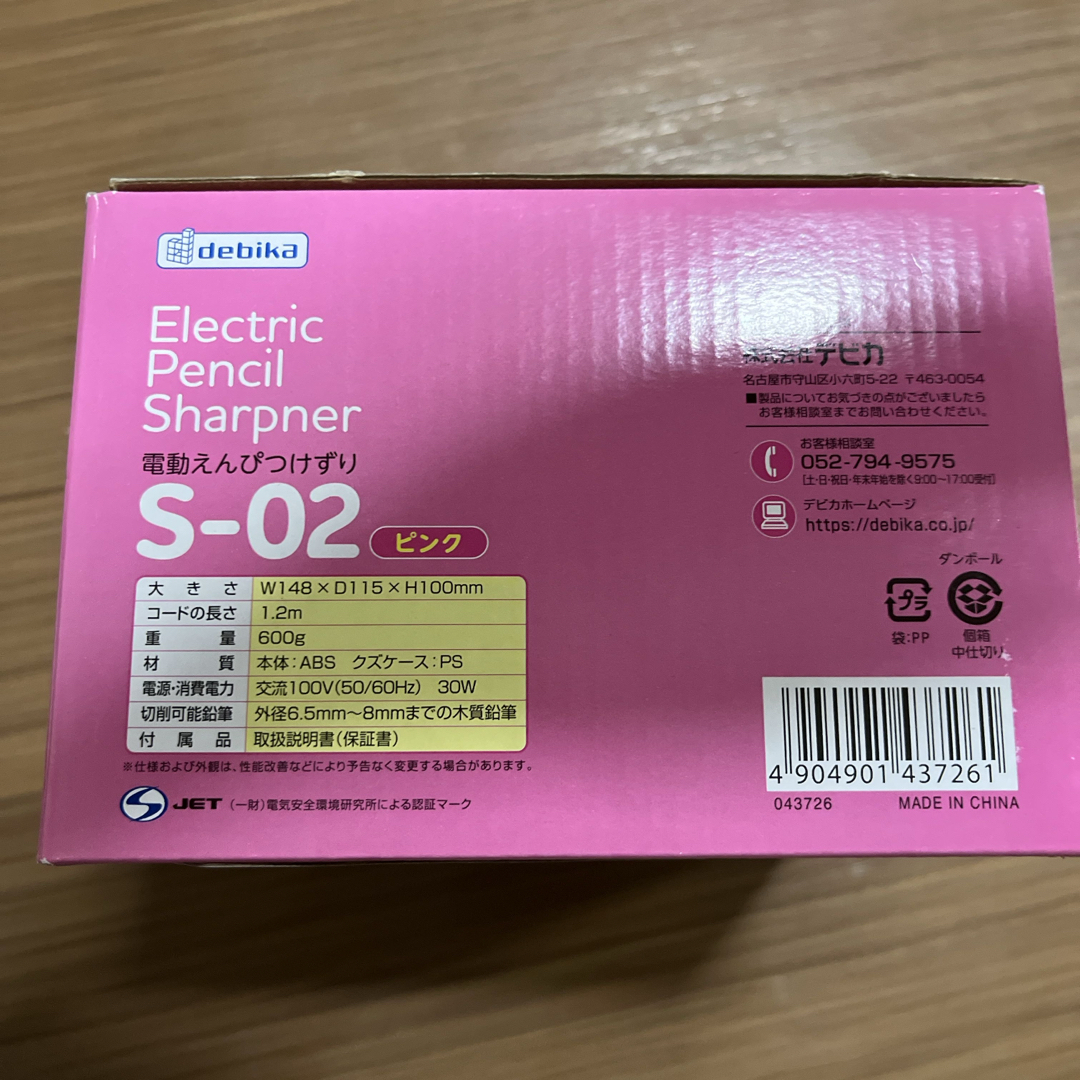 debika
Electric
Pencil
Sharpner
電動えんぴつけずり
S-02 ピンク
大きさ W148×D115×H100mm
コードの長さ 1.2m
重量 600g
材質 本体:ABS クズケース:PS
電源・消費電力 交流100V(50/60Hz) 30W
切削可能鉛筆 外径6.5mm〜8mmまでの木質鉛筆
付属品 取扱説明書(保証書)
※仕様および外観は、性能改善などにより予告なく変更する場合があります。
JET (一財)電気安全環境研究所による認証マーク
株式会社デビカ
名古屋市守山区小六町5-22 〒463-0054
■製品についてお気づきの点がございましたら
お客様相談室までお問い合わせください。
お客様相談室
052-794-9575
[土・日・祝日・年末年始を除く9:00〜17:00受付]
デビカホームページ
https://debika.co.jp/
ダンボール
プラ
袋:PP
個箱
中仕切り
4 904901 437261
043726 MADE IN CHINA